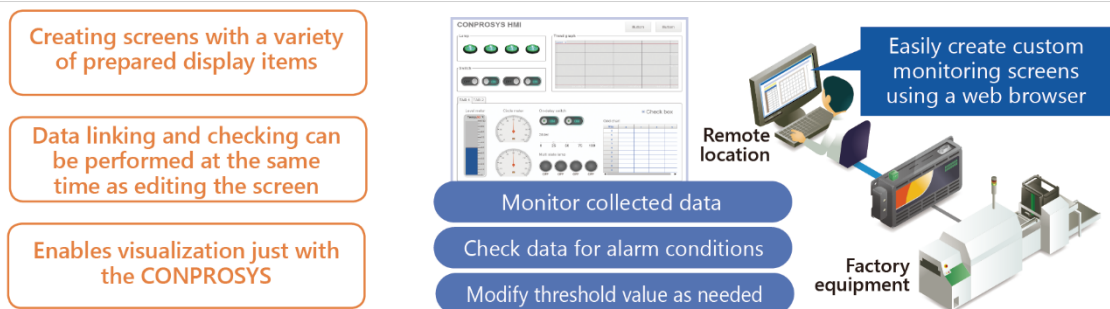 Creating screens with a variety
of prepared display items
Data linking and checking can
be performed at the same
time as editing the screen
Enables visualization just with
the CONPROSYS
CONPROSYS HMI
Check box
Monitor collected data
Check data for alarm conditions
Modify threshold value as needed
Easily create custom
monitoring screens
using a web browser
Remote
location
Factory
equipment